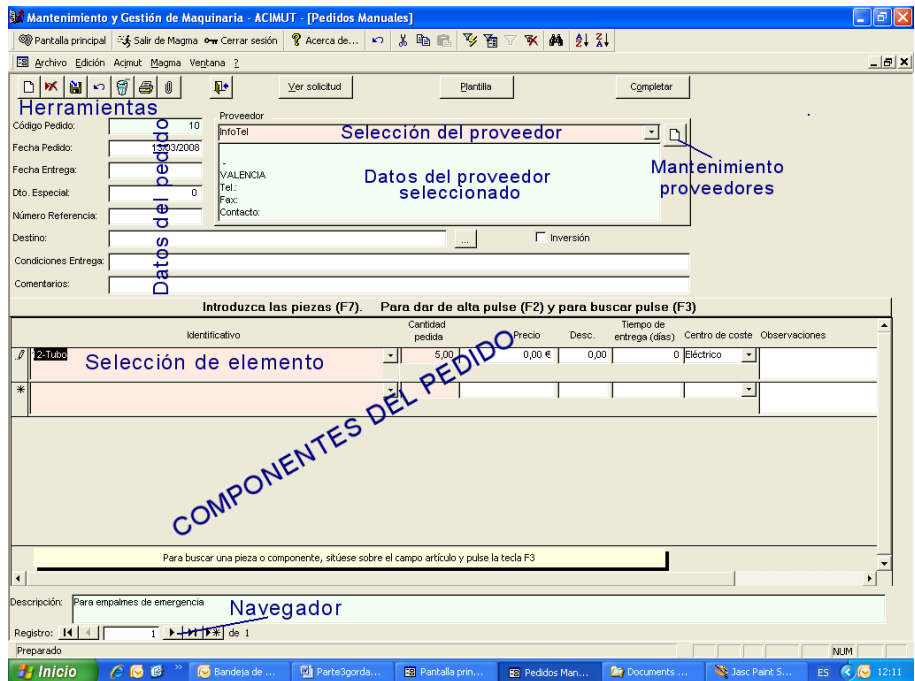 Mantenimiento y Gestión de Maquinaria - ACIMUT - [Pedidos Manuales]
Pantalla principal Salir de Magma Cerrar sesión Acerca de...
Archivo Edición Acimut Magma Ventana ?
Ver solicitud Plantilla Completar
Herramientas
Código Pedido: 10
Fecha Pedido: 13/03/2008
Fecha Entrega:
Dto. Especial: 0
Número Referencia:
Datos del pedido
Proveedor
InfoTel
Selección del proveedor
-
VALENCIA
Tel.:
Fax:
Contacto:
Datos del proveedor
seleccionado
Mantenimiento
proveedores
Destino: ... Inversión
Condiciones Entrega:
Comentarios:
Introduzca las piezas (F7). Para dar de alta pulse (F2) y para buscar pulse (F3)
Identificativo Cantidad pedida Precio Desc. Tiempo de entrega (días) Centro de coste Observaciones
2-Tubo 5,00 0,00 € 0,00 0 Eléctrico
Selección de elemento
COMPONENTES DEL PEDIDO
Para buscar una pieza o componente, sitúese sobre el campo artículo y pulse la tecla F3
Descripción: Para empalmes de emergencia
Navegador
Registro: 1 de 1
Preparado NUM
Inicio Bandeja de ... Parte3gorda... Pantalla prin... Pedidos Man... Documents ... Jasc Paint S... ES 12:11